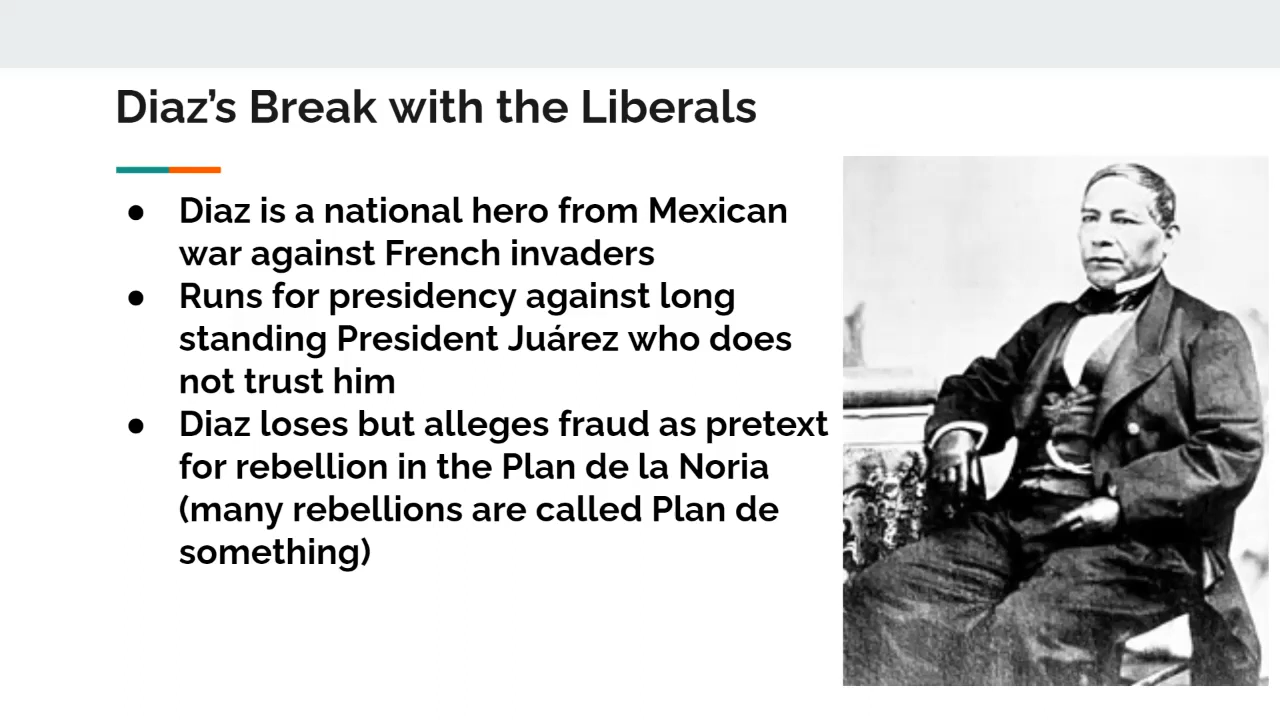 Diaz’s Break with the Liberals
● Diaz is a national hero from Mexican
war against French invaders
● Runs for presidency against long
standing President Juárez who does
not trust him
● Diaz loses but alleges fraud as pretext
for rebellion in the Plan de la Noria
(many rebellions are called Plan de
something)